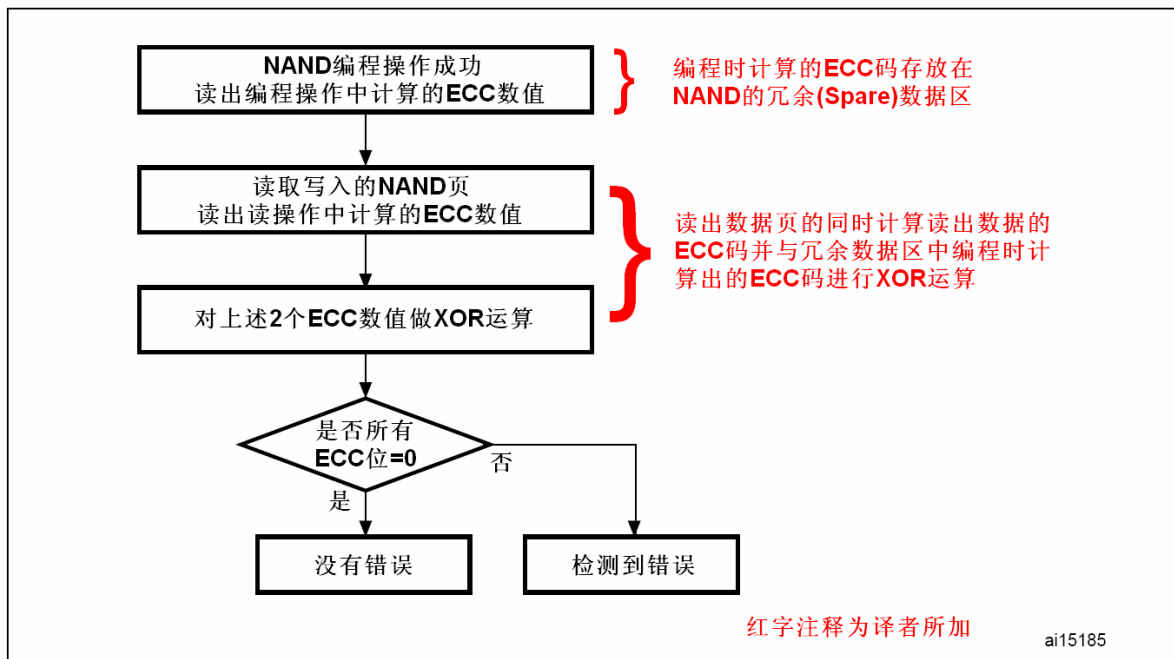 NAND编程操作成功
读出编程操作中计算的ECC数值
编程时计算的ECC码存放在
NAND的冗余(Spare)数据区
读取写入的NAND页
读出读操作中计算的ECC数值
读出数据页的同时计算读出数据的
ECC码并与冗余数据区中编程时计
算出的ECC码进行XOR运算
对上述2个ECC数值做XOR运算
是否所有
ECC位=0
否
是
没有错误
检测到错误
红字注释为译者所加
ai15185